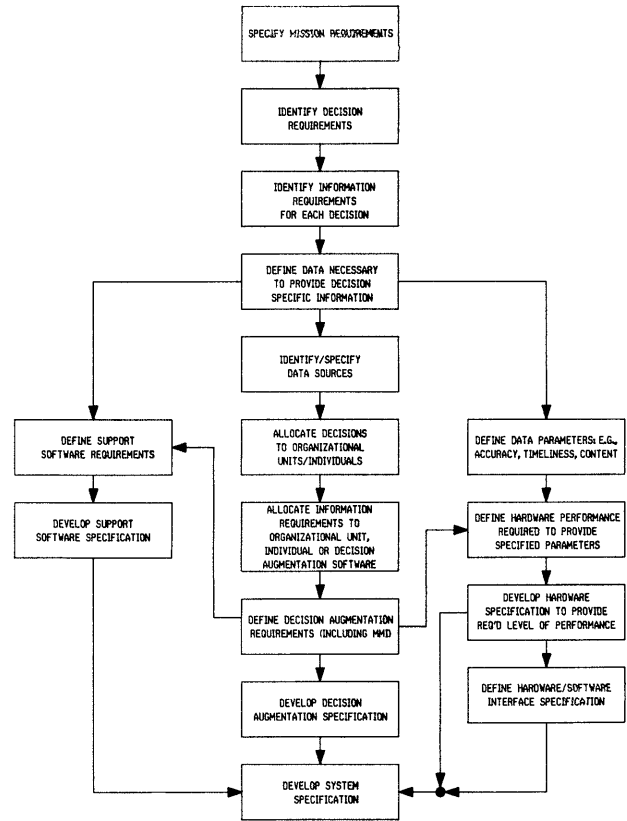 SPECIFY MISSION REQUIREMENTS
IDENTIFY DECISION
REQUIREMENTS
IDENTIFY INFORMATION
REQUIREMENTS
FOR EACH DECISION
DEFINE DATA NECESSARY
TO PROVIDE DECISION
SPECIFIC INFORMATION
IDENTIFY/SPECIFY
DATA SOURCES
DEFINE SUPPORT
SOFTWARE REQUIREMENTS
ALLOCATE DECISIONS
TO ORGANIZATIONAL
UNITS/INDIVIDUALS
DEFINE DATA PARAMETERS: E.G.,
ACCURACY, TIMELINESS, CONTENT
DEVELOP SUPPORT
SOFTWARE SPECIFICATION
ALLOCATE INFORMATION
REQUIREMENTS TO
ORGANIZATIONAL UNIT,
INDIVIDUAL OR DECISION
AUGMENTATION SOFTWARE
DEFINE HARDWARE PERFORMANCE
REQUIRED TO PROVIDE
SPECIFIED PARAMETERS
DEFINE DECISION AUGMENTATION
REQUIREMENTS (INCLUDING MMI)
DEVELOP HARDWARE
SPECIFICATION TO PROVIDE
REQ'D LEVEL OF PERFORMANCE
DEVELOP DECISION
AUGMENTATION SPECIFICATION
DEFINE HARDWARE/SOFTWARE
INTERFACE SPECIFICATION
DEVELOP SYSTEM
SPECIFICATION